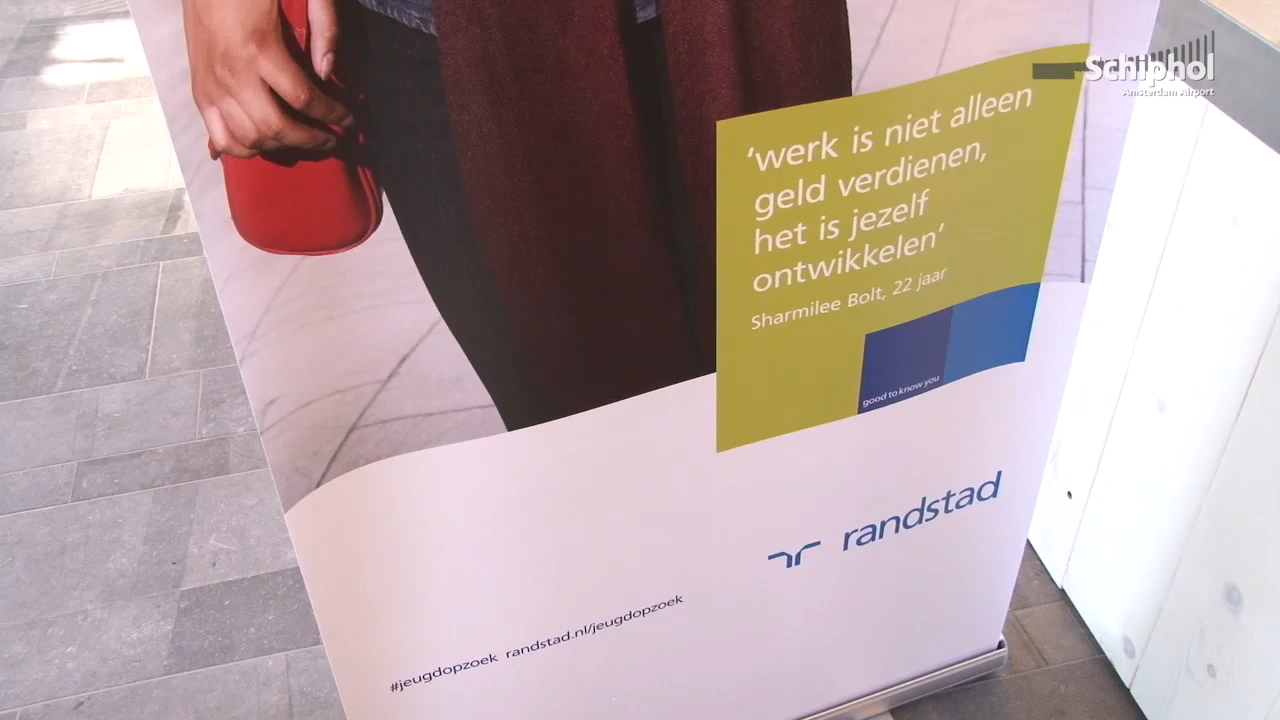 Schiphol
Amsterdam Airport
‘werk is niet alleen
geld verdienen,
het is jezelf
ontwikkelen’
Sharmilee Bolt, 22 jaar
good to know you
randstad
#jeugdopzoek randstad.nl/jeugdopzoek